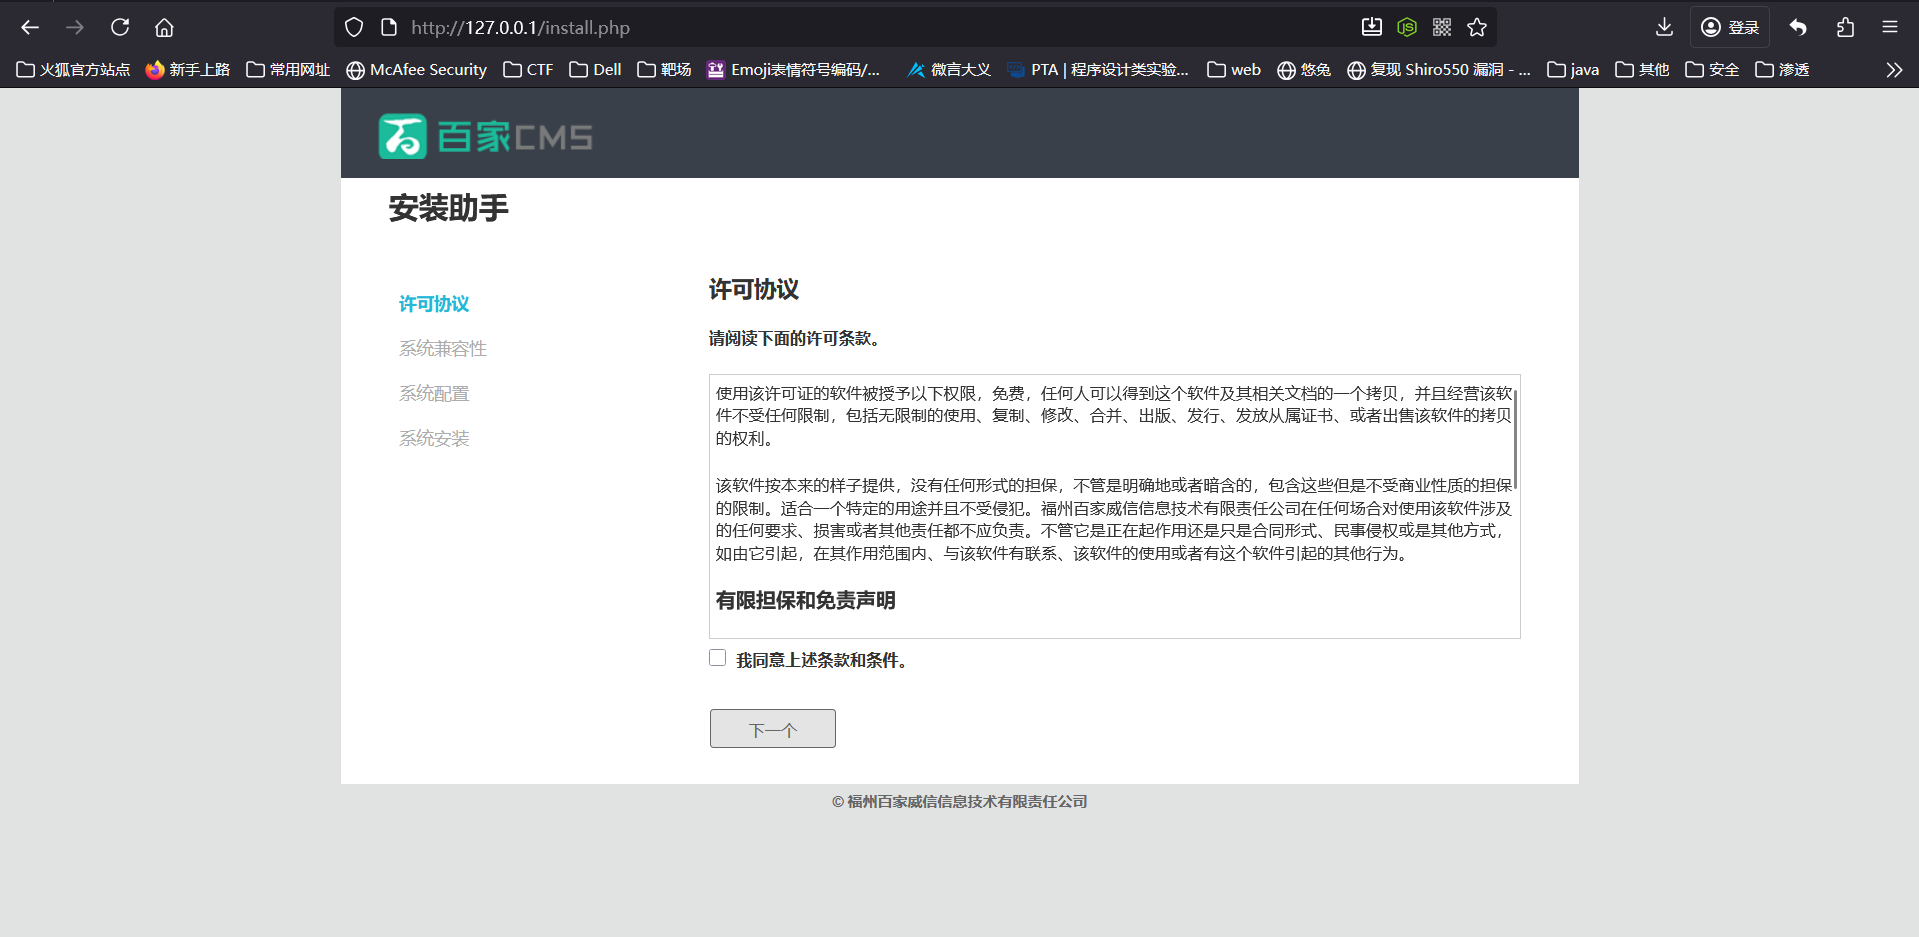 http://127.0.0.1/install.php
登录
火狐官方站点
新手上路
常用网址
McAfee Security
CTF
Dell
靶场
Emoji表情符号编码/...
微言大义
PTA | 程序设计类实验...
web
悠兔
复现 Shiro550 漏洞 - ...
java
其他
安全
渗透
百家CMS
安装助手
许可协议
系统兼容性
系统配置
系统安装
许可协议
请阅读下面的许可条款。
使用该许可证的软件被授予以下权限，免费，任何人可以得到这个软件及其相关文档的一个拷贝，并且经营该软
件不受任何限制，包括无限制的使用、复制、修改、合并、出版、发行、发放从属证书、或者出售该软件的拷贝
的权利。
该软件按本来的样子提供，没有任何形式的担保，不管是明确地或者暗含的，包含这些但是不受商业性质的担保
的限制。适合一个特定的用途并且不受侵犯。福州百家威信信息技术有限责任公司在任何场合对使用该软件涉及
的任何要求、损害或者其他责任都不应负责。不管它是正在起作用还是只是合同形式、民事侵权或是其他方式，
如由它引起，在其作用范围内、与该软件有联系、该软件的使用或者有这个软件引起的其他行为。
有限担保和免责声明
我同意上述条款和条件。
下一个
© 福州百家威信信息技术有限责任公司